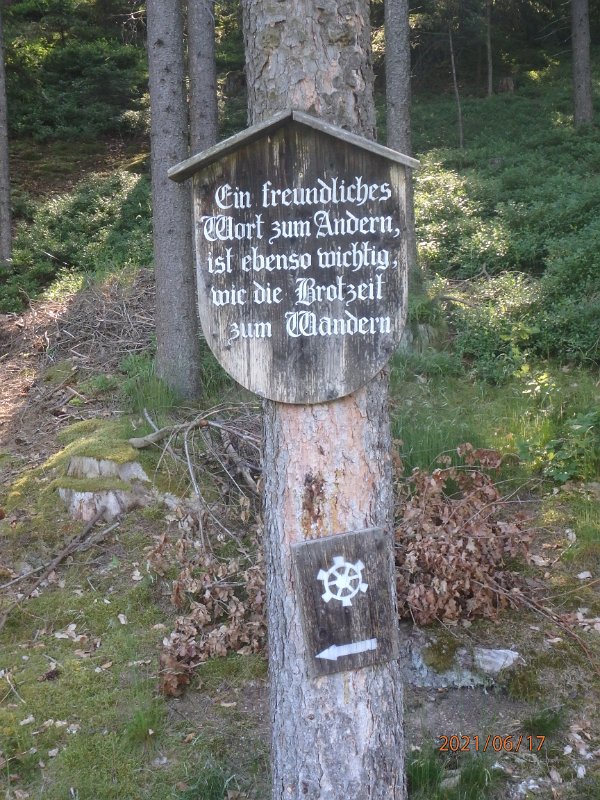 Ein freundliches
Wort zum Andern,
ist ebenso wichtig,
wie die Brotzeit
zum Wandern
2021/06/17